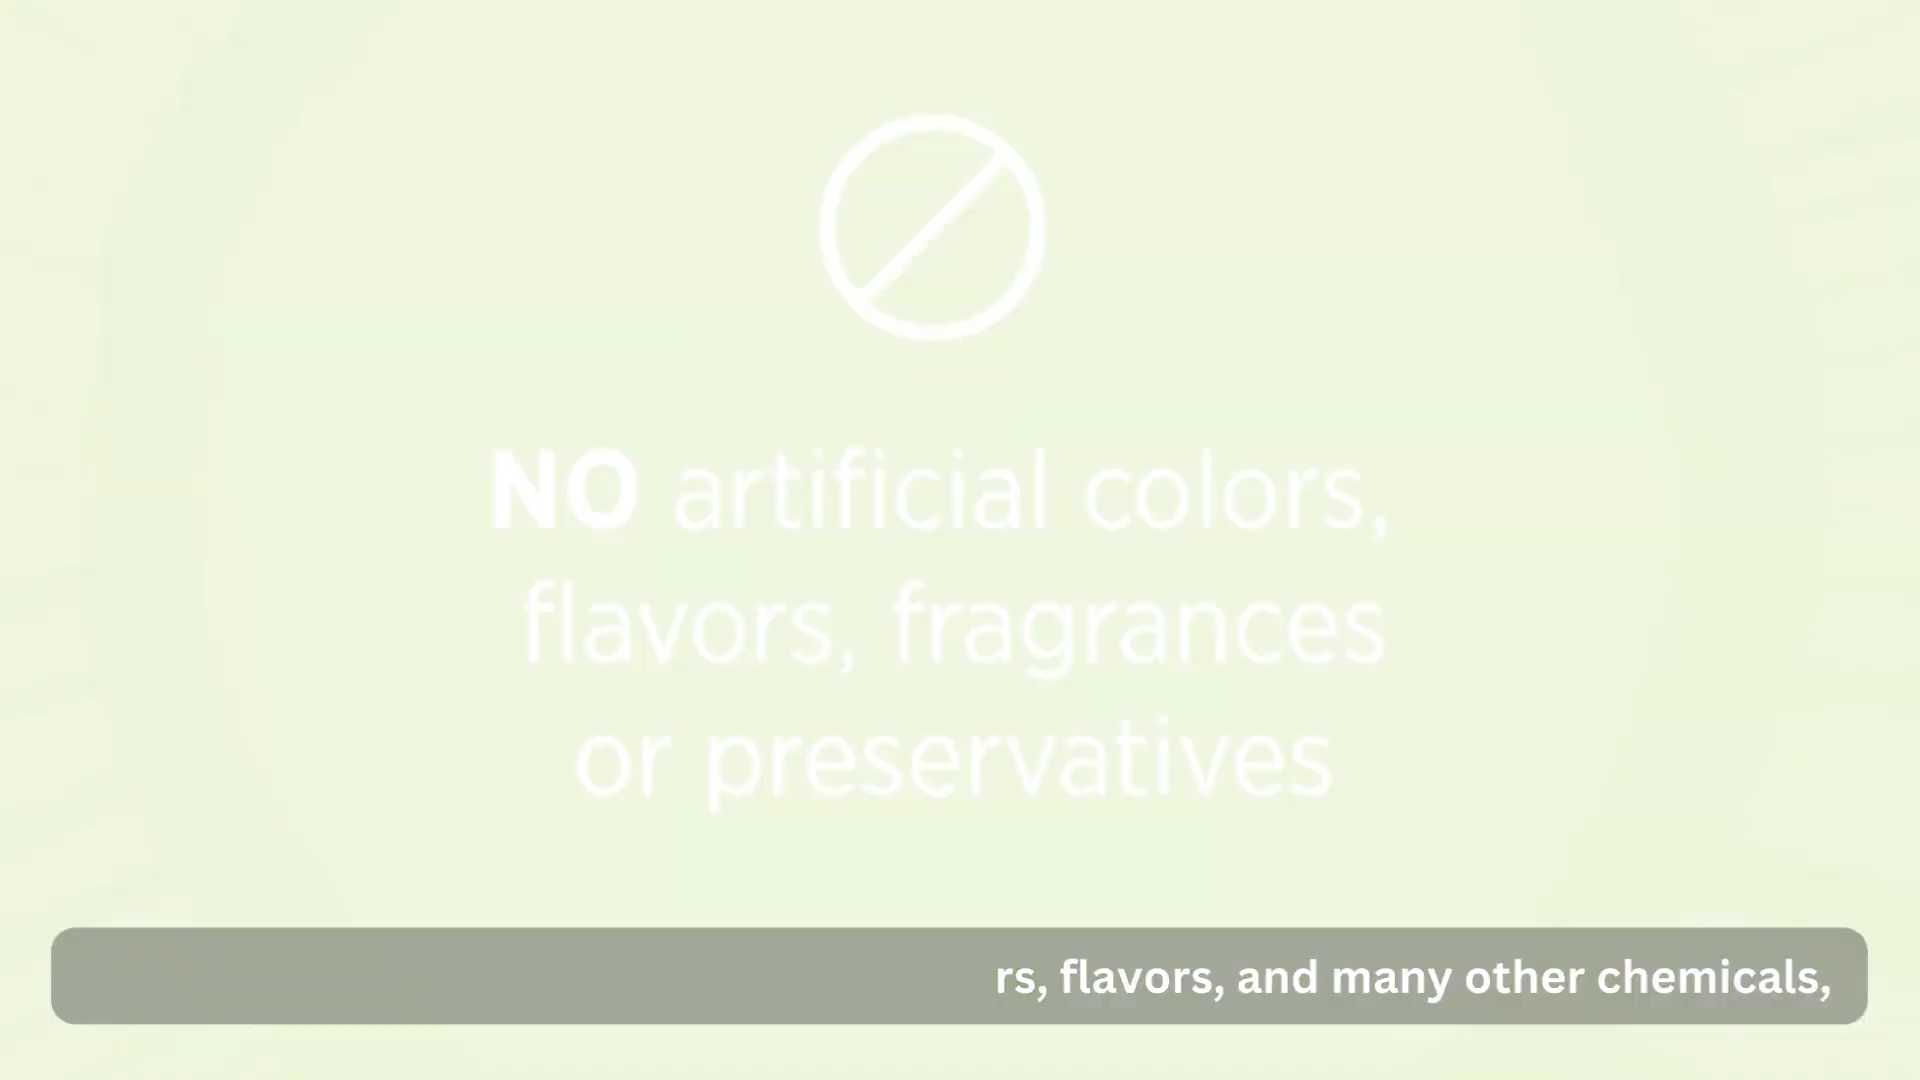 NO artificial colors,
flavors, fragrances
or preservatives
rs, flavors, and many other chemicals,